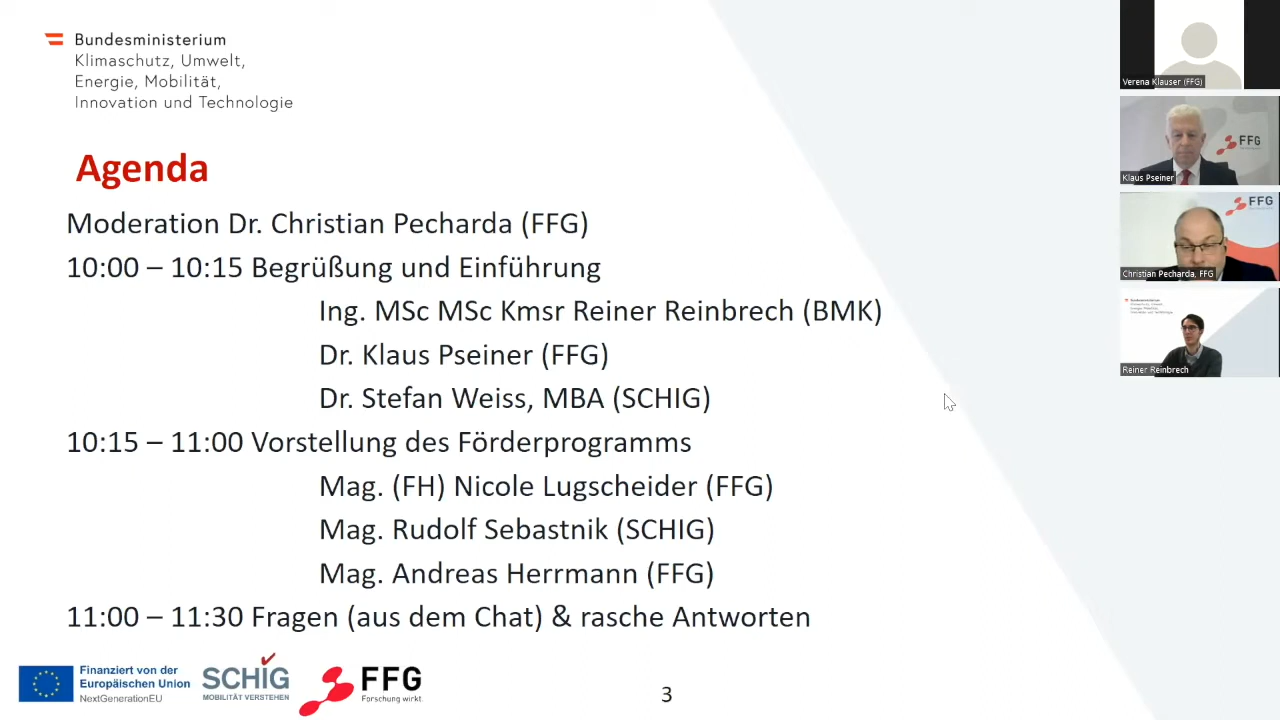 Bundesministerium
Klimaschutz, Umwelt,
Energie, Mobilität,
Innovation und Technologie
Agenda
Moderation Dr. Christian Pecharda (FFG)
10:00 – 10:15 Begrüßung und Einführung
Ing. MSc MSc Kmsr Reiner Reinbrech (BMK)
Dr. Klaus Pseiner (FFG)
Dr. Stefan Weiss, MBA (SCHIG)
10:15 – 11:00 Vorstellung des Förderprogramms
Mag. (FH) Nicole Lugscheider (FFG)
Mag. Rudolf Sebastnik (SCHIG)
Mag. Andreas Herrmann (FFG)
11:00 – 11:30 Fragen (aus dem Chat) & rasche Antworten
Finanziert von der
Europäischen Union
NextGenerationEU
SCHIG
MOBILITÄT VERSTEHEN
FFG
Forschung wirkt.
3
Verena Klauser (FFG)
FFG
Klaus Pseiner
FFG
Christian Pecharda, FFG
Reiner Reinbrech